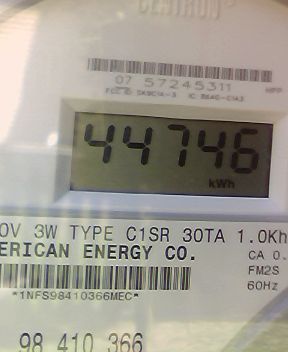 CENTRON
07 57245311
44746
kWh
0V 3W TYPE C1SR 30TA 1.0Kh
ERICAN ENERGY CO.
CA 0.
FM2S
60Hz
*1NFS98410366MEC*
98 410 366